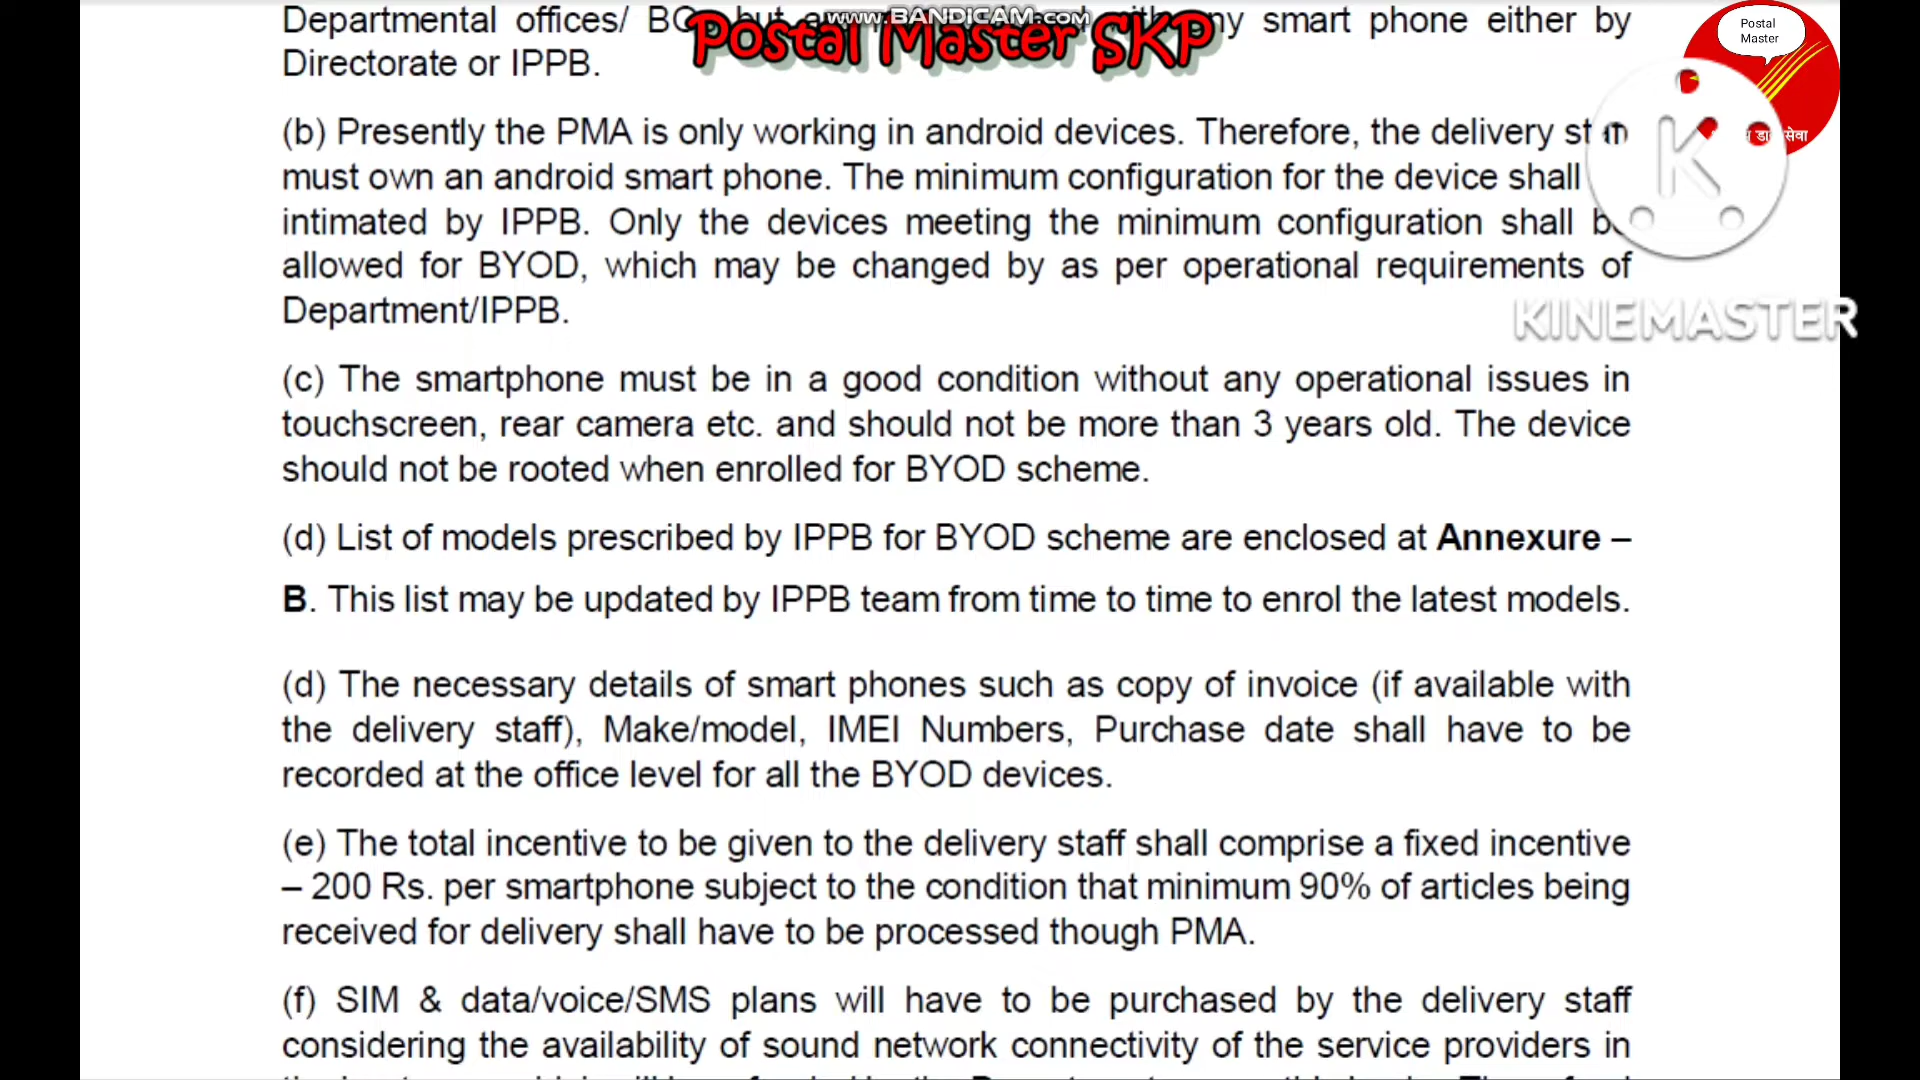 www.BANDICAM.com
Departmental offices/ smart phone either by
Postal Master SKP
Directorate or IPPB.
Postal
Master
सेवा
(b) Presently the PMA is only working in android devices. Therefore, the delivery
must own an android smart phone. The minimum configuration for the device shall
intimated by IPPB. Only the devices meeting the minimum configuration shall
allowed for BYOD, which may be changed by as per operational requirements of
Department/IPPB.
K
KINEMASTER
(c) The smartphone must be in a good condition without any operational issues in
touchscreen, rear camera etc. and should not be more than 3 years old. The device
should not be rooted when enrolled for BYOD scheme.
(d) List of models prescribed by IPPB for BYOD scheme are enclosed at Annexure –
B. This list may be updated by IPPB team from time to time to enrol the latest models.
(d) The necessary details of smart phones such as copy of invoice (if available with
the delivery staff), Make/model, IMEI Numbers, Purchase date shall have to be
recorded at the office level for all the BYOD devices.
(e) The total incentive to be given to the delivery staff shall comprise a fixed incentive
– 200 Rs. per smartphone subject to the condition that minimum 90% of articles being
received for delivery shall have to be processed though PMA.
(f) SIM & data/voice/SMS plans will have to be purchased by the delivery staff
considering the availability of sound network connectivity of the service providers in